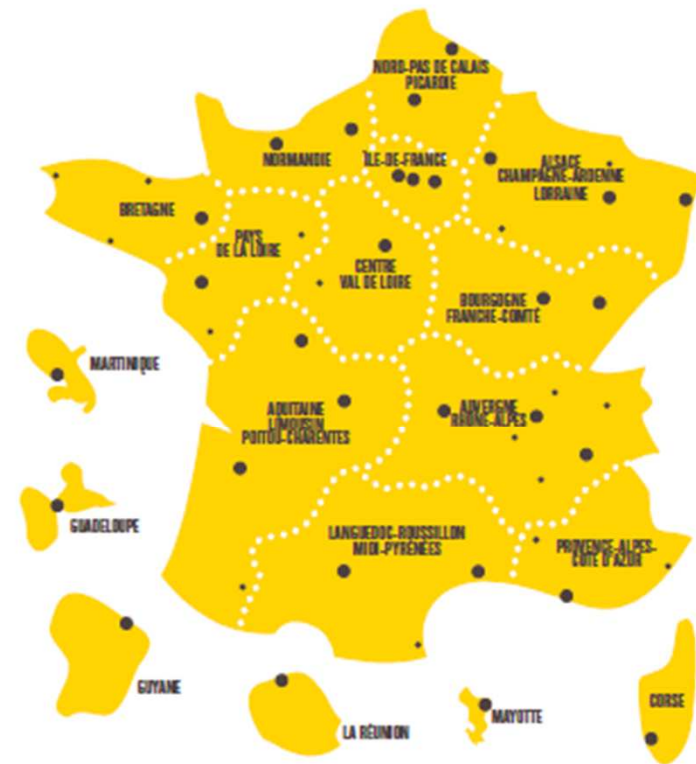 NORD-PAS DE CALAIS
PICARDIE
NORMANDIE
ÎLE-DE-FRANCE
ALSACE
CHAMPAGNE-ARDENNE
LORRAINE
BRETAGNE
PAYS
DE LA LOIRE
CENTRE
VAL DE LOIRE
BOURGOGNE
FRANCHE-COMTÉ
MARTINIQUE
AQUITAINE
LIMOUSIN
POITOU-CHARENTES
AUVERGNE
RHÔNE-ALPES
GUADELOUPE
LANGUEDOC-ROUSSILLON
MIDI-PYRÉNÉES
PROVENCE-ALPES-
CÔTE D'AZUR
GUYANE
LA RÉUNION
MAYOTTE
CORSE